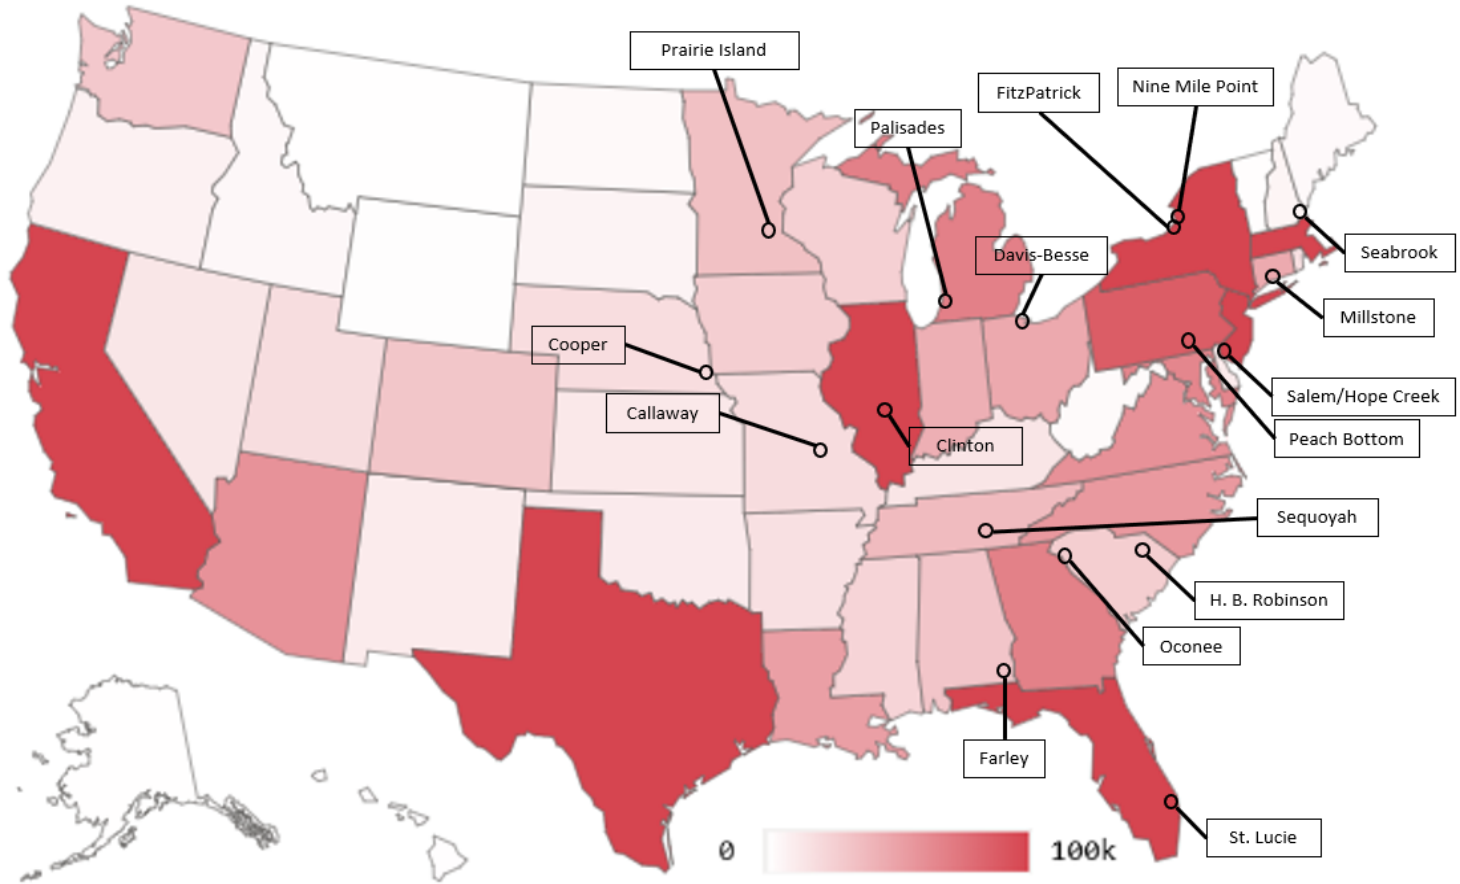 Prairie Island
Nine Mile Point
FitzPatrick
Palisades
Davis-Besse
Seabrook
Millstone
Cooper
Salem/Hope Creek
Callaway
Peach Bottom
Clinton
Sequoyah
H. B. Robinson
Oconee
Farley
St. Lucie
0 100k